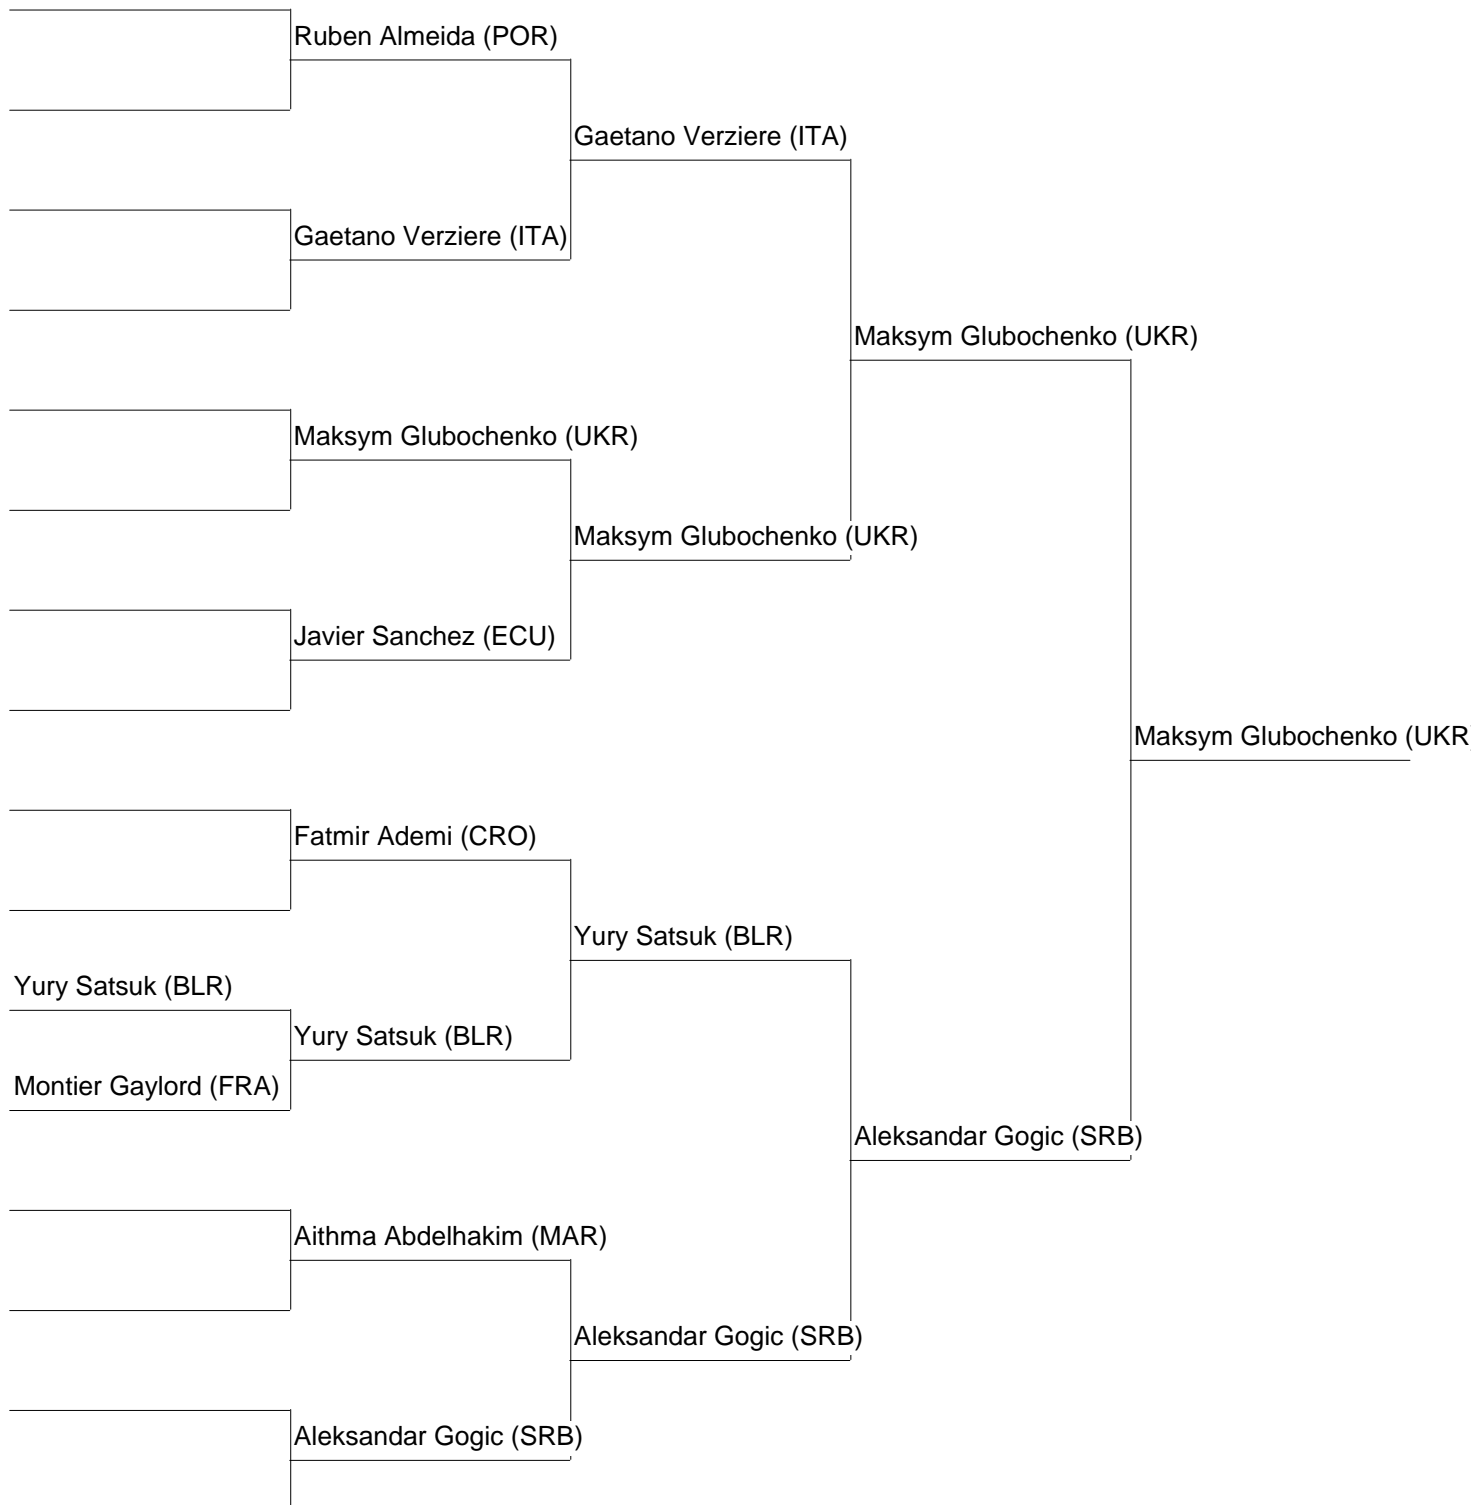 Ruben Almeida (POR)
Gaetano Verziere (ITA)
Gaetano Verziere (ITA)
Maksym Glubochenko (UKR)
Maksym Glubochenko (UKR)
Maksym Glubochenko (UKR)
Javier Sanchez (ECU)
Maksym Glubochenko (UKR)
Fatmir Ademi (CRO)
Yury Satsuk (BLR)
Yury Satsuk (BLR)
Yury Satsuk (BLR)
Montier Gaylord (FRA)
Aleksandar Gogic (SRB)
Aithma Abdelhakim (MAR)
Aleksandar Gogic (SRB)
Aleksandar Gogic (SRB)